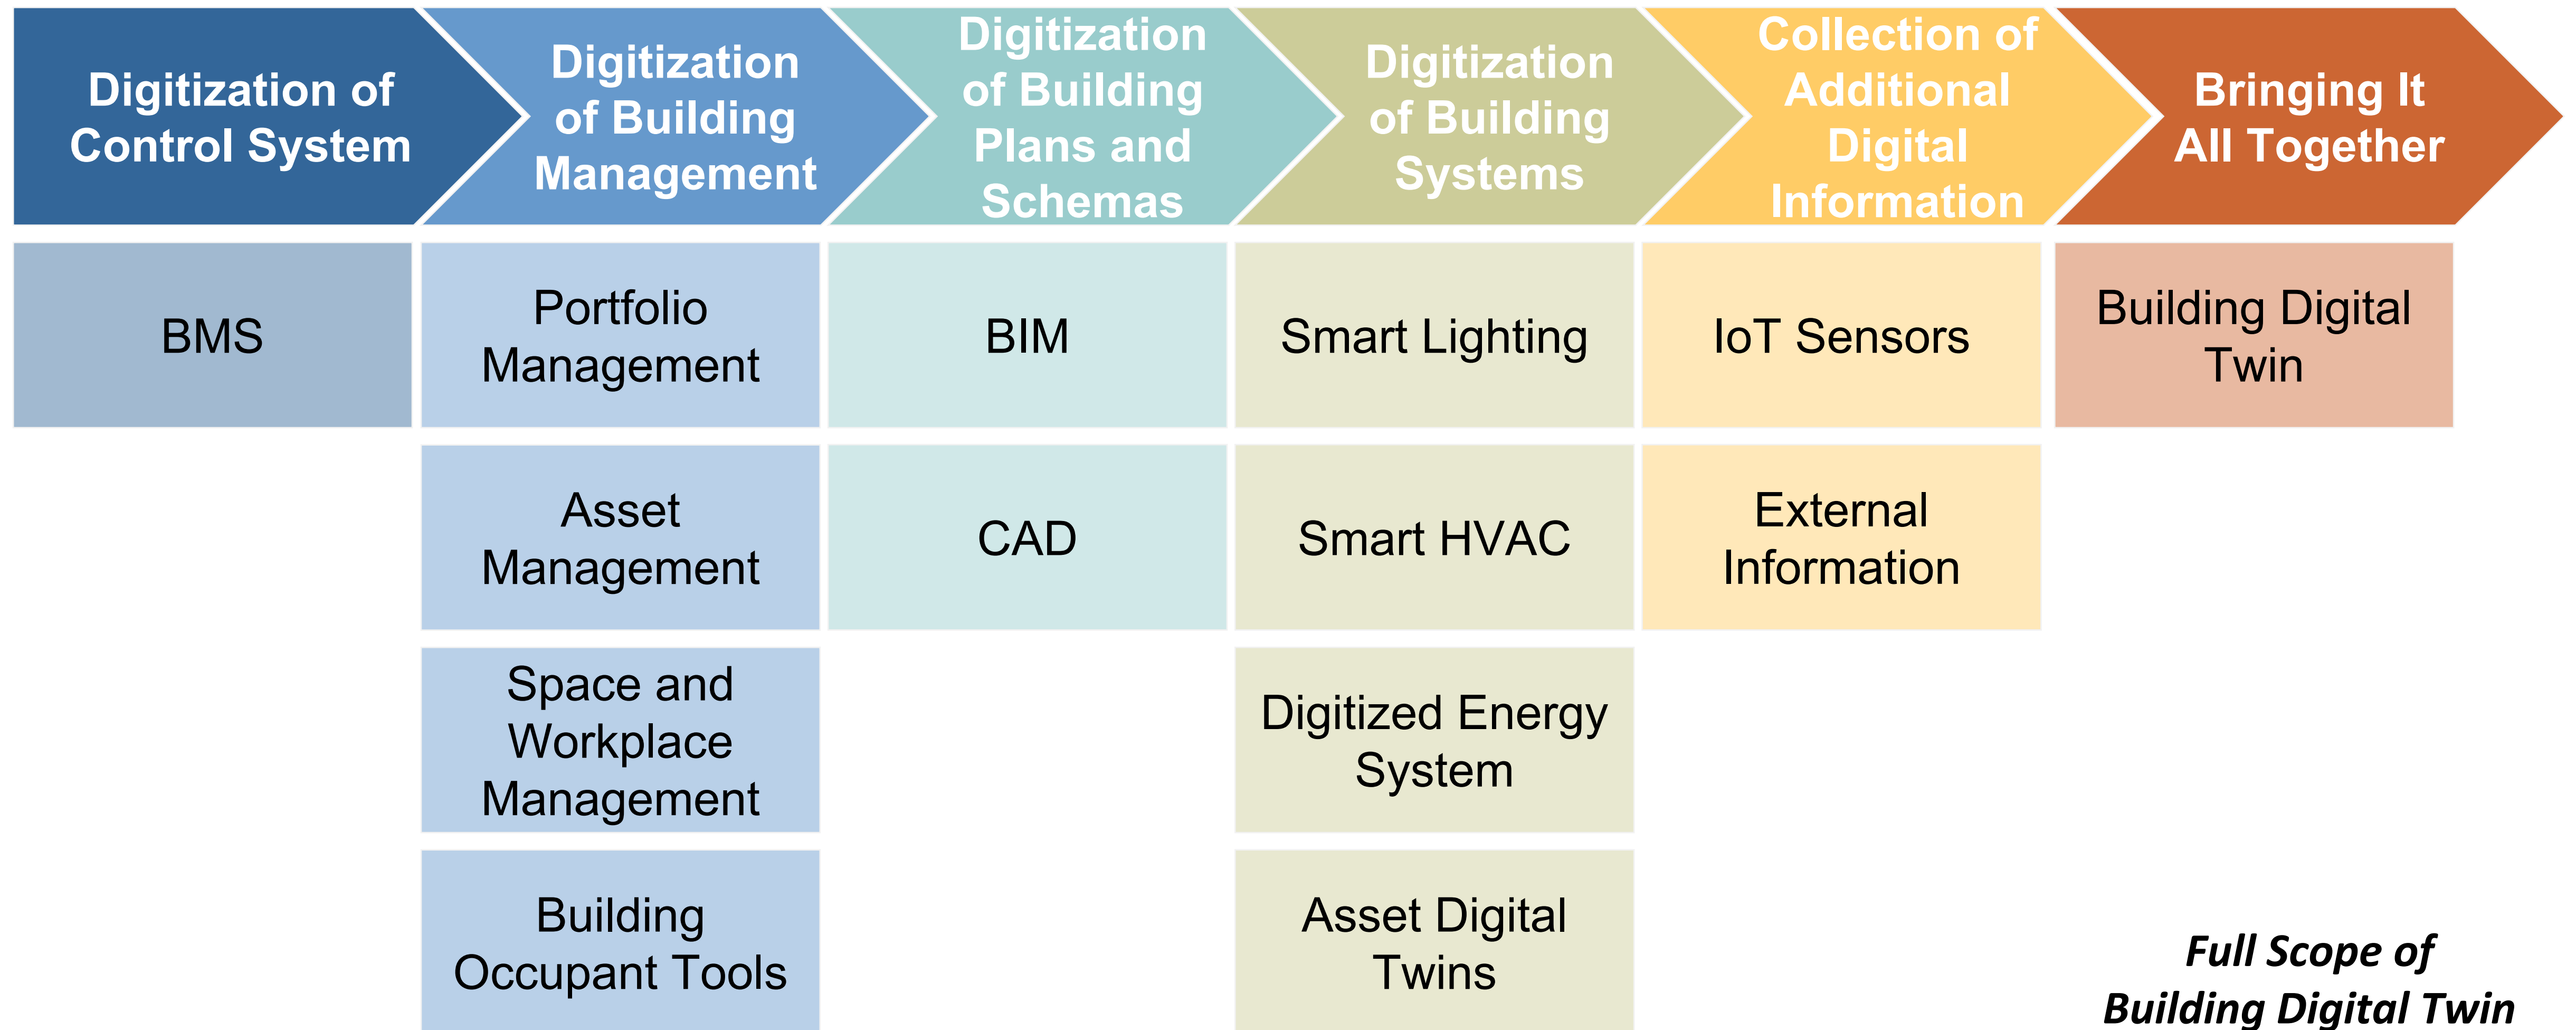 Digitization of
Control System
Digitization
of Building
Management
Digitization
of Building
Plans and
Schemas
Digitization
of Building
Systems
Collection of
Additional
Digital
Information
Bringing It
All Together
BMS
Portfolio
Management
BIM
Smart Lighting
IoT Sensors
Building Digital
Twin
Asset
Management
CAD
Smart HVAC
External
Information
Space and
Workplace
Management
Digitized Energy
System
Building
Occupant Tools
Asset Digital
Twins
Full Scope of
Building Digital Twin